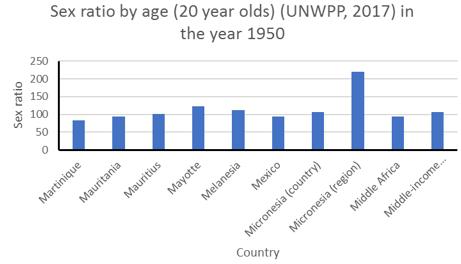 Sex ratio by age (20 year olds) (UNWPP, 2017) in
the year 1950
250
200
150
100
50
0
Sex ratio
Martinique
Mauritania
Mauritius
Mayotte
Melanesia
Mexico
Micronesia (country)
Micronesia (region)
Middle Africa
Middle-income...
Country